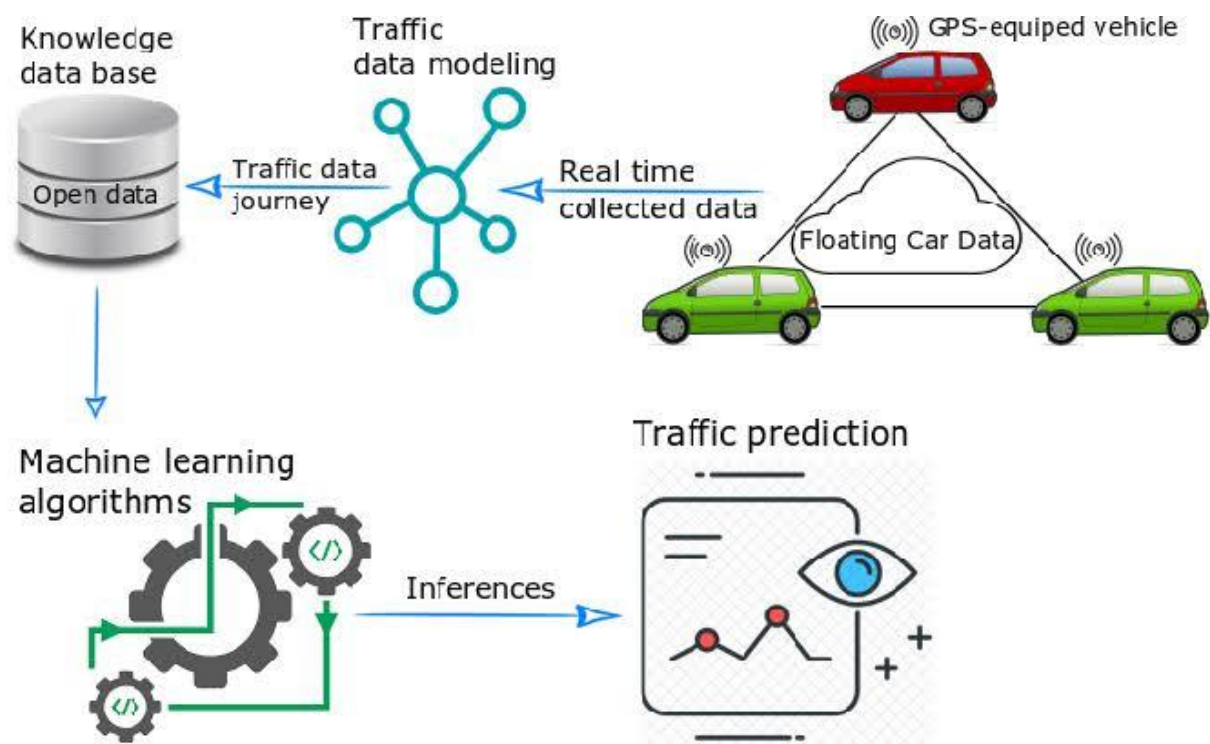 Knowledge
data base
Open data
Traffic
data modeling
Traffic data
journey
Real time
collected data
GPS-equiped vehicle
Floating Car Data
Machine learning
algorithms
</>
</>
Inferences
Traffic prediction